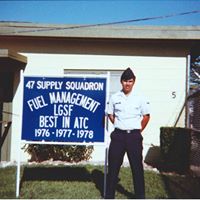 47 SUPPLY SQUADRON
FUEL MANAGEMENT
LGSF
BEST IN ATC
1976-1977-1978
5